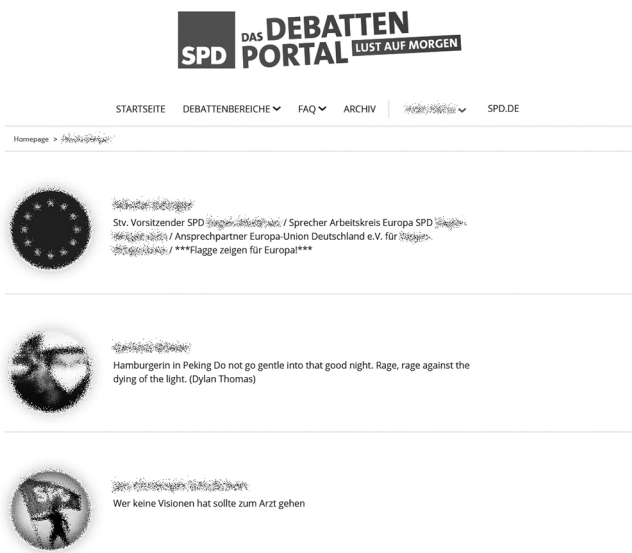 SPD DAS DEBATTEN
PORTAL LUST AUF MORGEN
STARTSEITE DEBATTENBEREICHE FAQ ARCHIV SPD.DE
Homepage >
Stv. Vorsitzender SPD / Sprecher Arbeitskreis Europa SPD
/ Ansprechpartner Europa-Union Deutschland e.V. für
/ ***Flagge zeigen für Europa!***
Hamburgerin in Peking Do not go gentle into that good night. Rage, rage against the
dying of the light. (Dylan Thomas)
SPD
Wer keine Visionen hat sollte zum Arzt gehen